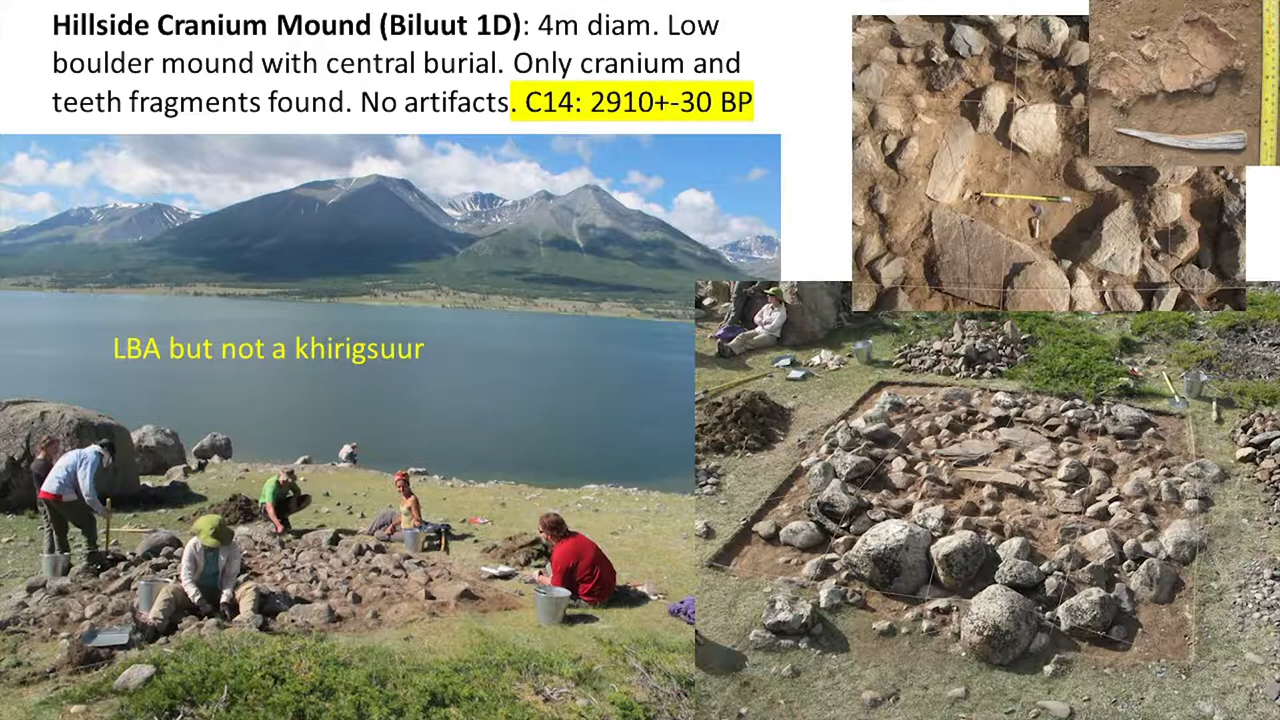 Hillside Cranium Mound (Biluut 1D): 4m diam. Low
boulder mound with central burial. Only cranium and
teeth fragments found. No artifacts. C14: 2910+-30 BP
LBA but not a khirigsuur